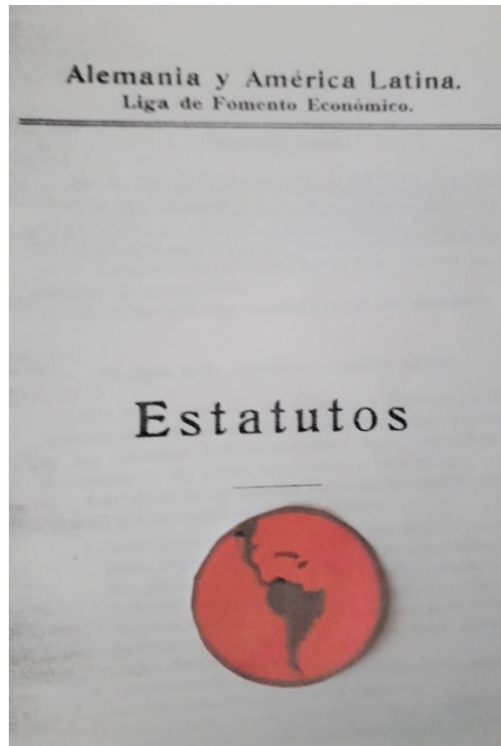 Alemania y América Latina.
Liga de Fomento Económico.
Estatutos